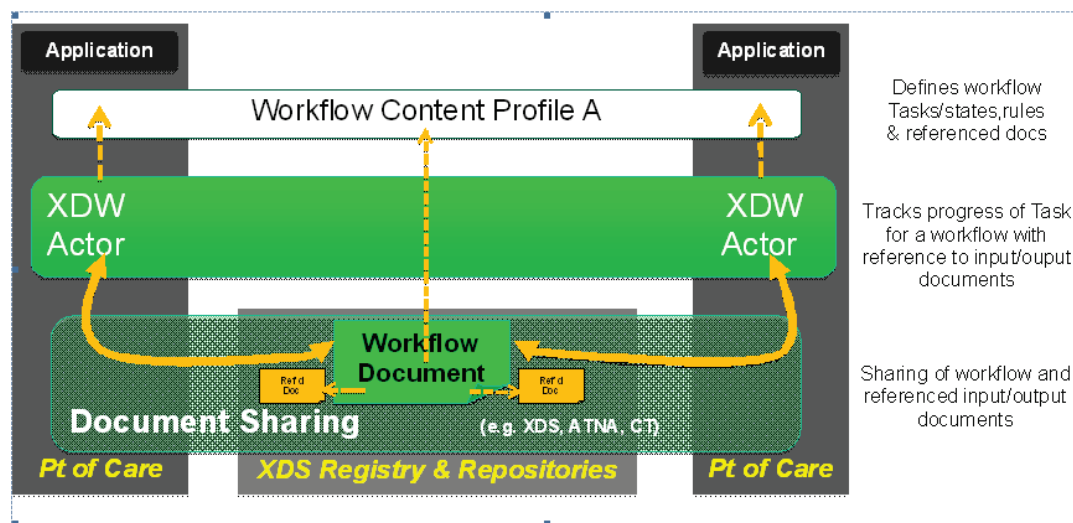 Application
Application
Workflow Content Profile A
Defines workflow
Tasks/states,rules
& referenced docs
XDW
Actor
XDW
Actor
Tracks progress of Task
for a workflow with
reference to input/ouput
documents
Workflow
Document
Ref'd
Doc
Ref'd
Doc
Document Sharing
(e.g. XDS, ATNA, CT)
Sharing of workflow and
referenced input/output
documents
Pt of Care
XDS Registry & Repositories
Pt of Care